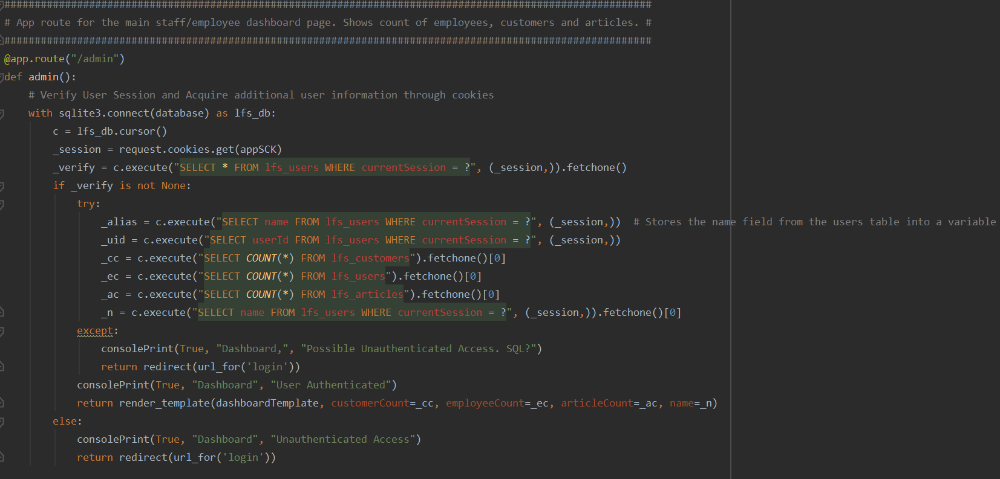 ###########################################################################################################
# App route for the main staff/employee dashboard page. Shows count of employees, customers and articles. #
###########################################################################################################
@app.route("/admin")
def admin():
    # Verify User Session and Acquire additional user information through cookies
    with sqlite3.connect(database) as lfs_db:
        c = lfs_db.cursor()
        _session = request.cookies.get(appSCK)
        _verify = c.execute("SELECT * FROM lfs_users WHERE currentSession = ?", (_session,)).fetchone()
        if _verify is not None:
            try:
                _alias = c.execute("SELECT name FROM lfs_users WHERE currentSession = ?", (_session,))  # Stores the name field from the users table into a variable
                _uid = c.execute("SELECT userId FROM lfs_users WHERE currentSession = ?", (_session,))
                _cc = c.execute("SELECT COUNT(*) FROM lfs_customers").fetchone()[0]
                _ec = c.execute("SELECT COUNT(*) FROM lfs_users").fetchone()[0]
                _ac = c.execute("SELECT COUNT(*) FROM lfs_articles").fetchone()[0]
                _n = c.execute("SELECT name FROM lfs_users WHERE currentSession = ?", (_session,)).fetchone()[0]
            except:
                consolePrint(True, "Dashboard,", "Possible Unauthenticated Access. SQL?")
                return redirect(url_for('login'))
            consolePrint(True, "Dashboard", "User Authenticated")
            return render_template(dashboardTemplate, customerCount=_cc, employeeCount=_ec, articleCount=_ac, name=_n)
        else:
            consolePrint(True, "Dashboard", "Unauthenticated Access")
            return redirect(url_for('login'))